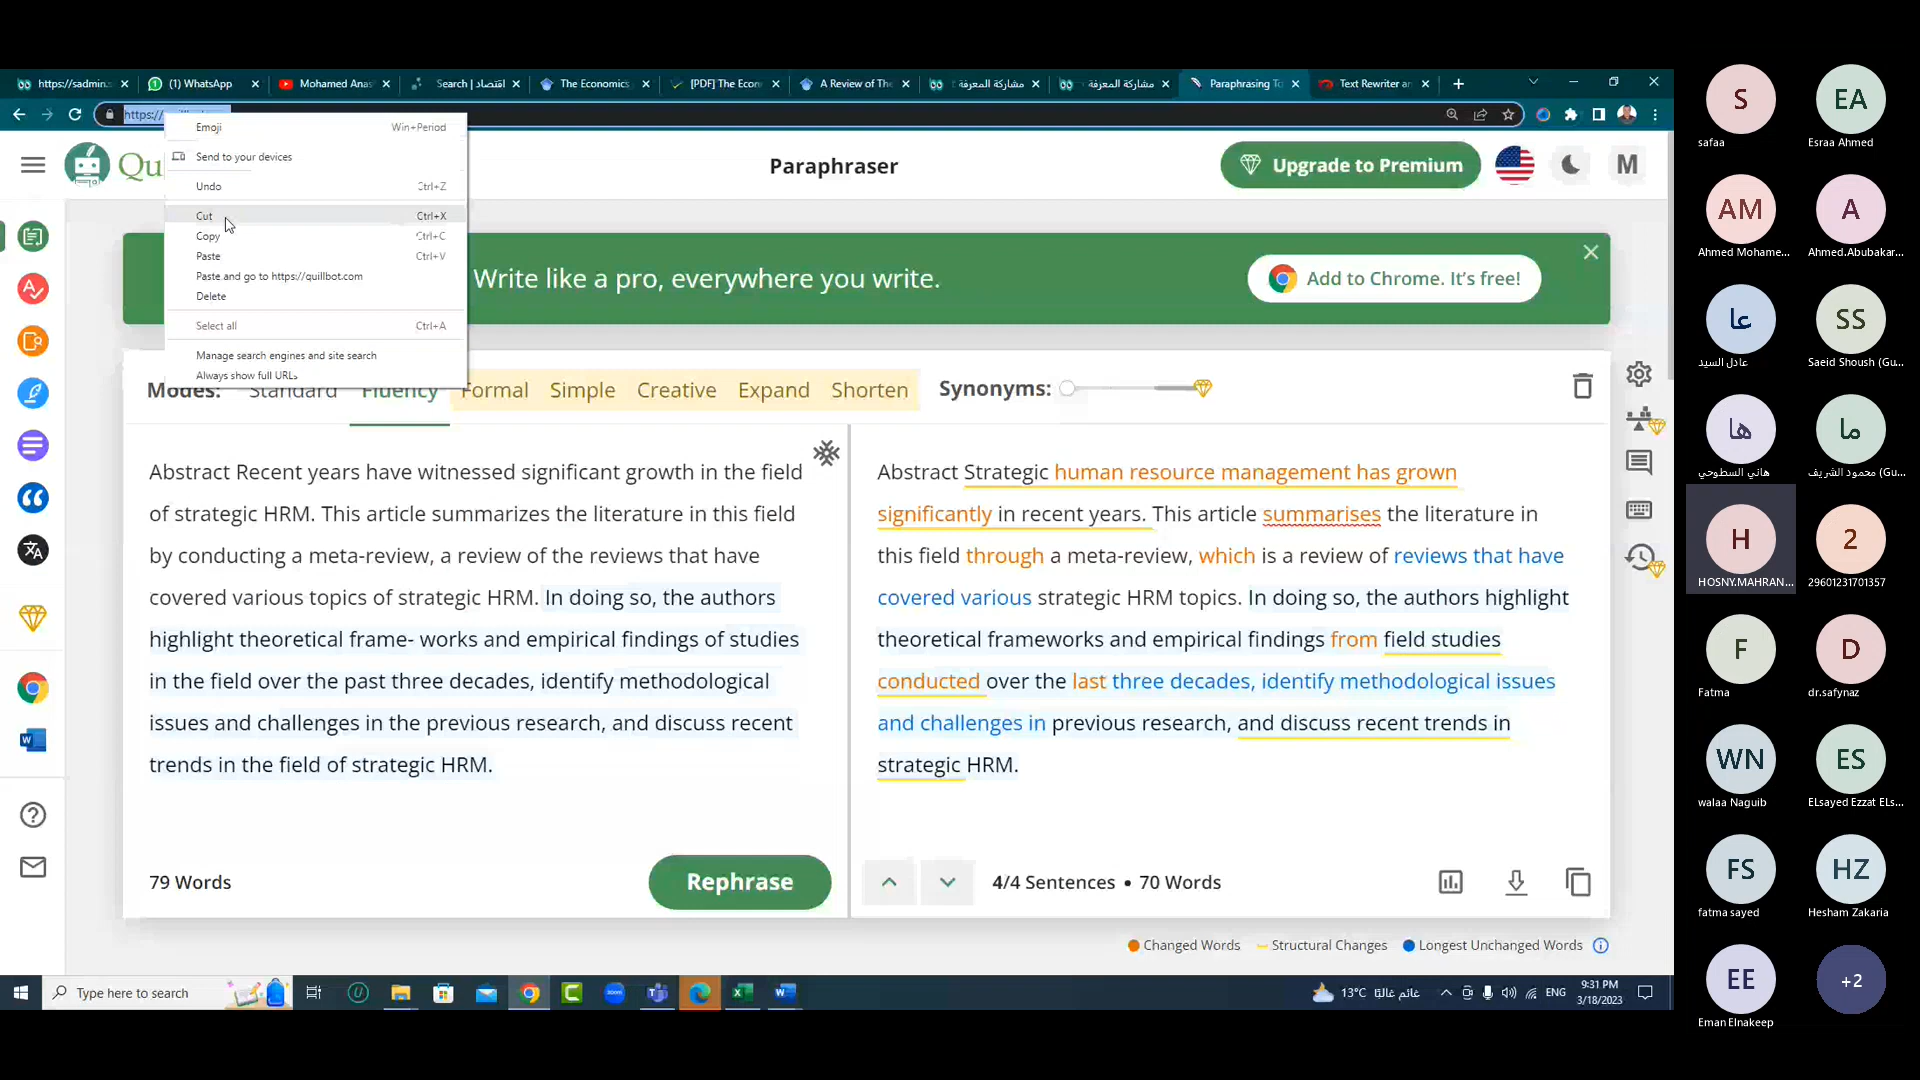 https://sadmin.
(1) WhatsApp
Mohamed Anas
Search | اقتصاد
The Economics
[PDF] The Econ
A Review of The
مشاركة المعرفة
مشاركة المعرفة
Paraphrasing To
Text Rewriter an
https://
Emoji Win+Period
Send to your devices
Undo Ctrl+Z
Cut Ctrl+X
Copy Ctrl+C
Paste Ctrl+V
Paste and go to https://quillbot.com
Delete
Select all Ctrl+A
Manage search engines and site search
Always show full URLs
Qu
Paraphraser
Upgrade to Premium
M
Write like a pro, everywhere you write.
Add to Chrome. It's free!
Modes: Standard Fluency Formal Simple Creative Expand Shorten Synonyms:
Abstract Recent years have witnessed significant growth in the field
of strategic HRM. This article summarizes the literature in this field
by conducting a meta-review, a review of the reviews that have
covered various topics of strategic HRM. In doing so, the authors
highlight theoretical frame- works and empirical findings of studies
in the field over the past three decades, identify methodological
issues and challenges in the previous research, and discuss recent
trends in the field of strategic HRM.
79 Words
Rephrase
Abstract Strategic human resource management has grown
significantly in recent years. This article summarises the literature in
this field through a meta-review, which is a review of reviews that have
covered various strategic HRM topics. In doing so, the authors highlight
theoretical frameworks and empirical findings from field studies
conducted over the last three decades, identify methodological issues
and challenges in previous research, and discuss recent trends in
strategic HRM.
4/4 Sentences • 70 Words
Changed Words
Structural Changes
Longest Unchanged Words
Type here to search
13°C غائم غالبًا
ENG
9:31 PM
3/18/2023
S
safaa
EA
Esraa Ahmed
AM
Ahmed Mohame...
A
Ahmed.Abubakar...
عا
عادل السيد
SS
Saeid Shoush (Gu...
ها
هاني السطوحي
ما
محمود الشريف (Gu...
H
HOSNY.MAHRAN...
2
29601231701357
F
Fatma
D
dr.safynaz
WN
walaa Naguib
ES
ELsayed Ezzat ELs...
FS
fatma sayed
HZ
Hesham Zakaria
EE
Eman Elnakeep
+2